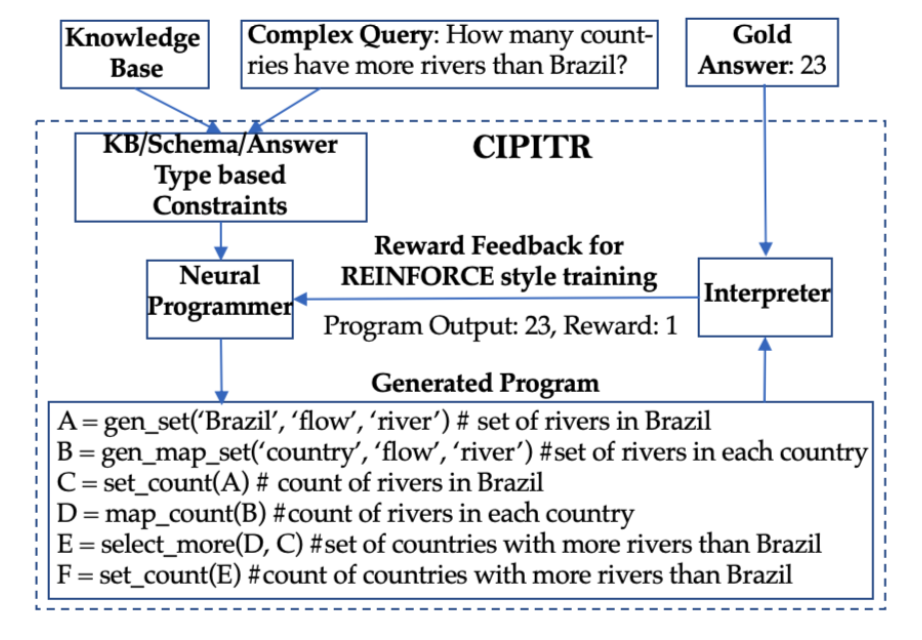 Knowledge
Base
Complex Query: How many count-
ries have more rivers than Brazil?
Gold
Answer: 23
KB/Schema/Answer
Type based
Constraints
CIPITR
Neural
Programmer
Reward Feedback for
REINFORCE style training
Program Output: 23, Reward: 1
Interpreter
Generated Program
A = gen_set(‘Brazil’, ‘flow’, ‘river’) # set of rivers in Brazil
B = gen_map_set(‘country’, ‘flow’, ‘river’) #set of rivers in each country
C = set_count(A) # count of rivers in Brazil
D = map_count(B) #count of rivers in each country
E = select_more(D, C) #set of countries with more rivers than Brazil
F = set_count(E) #count of countries with more rivers than Brazil